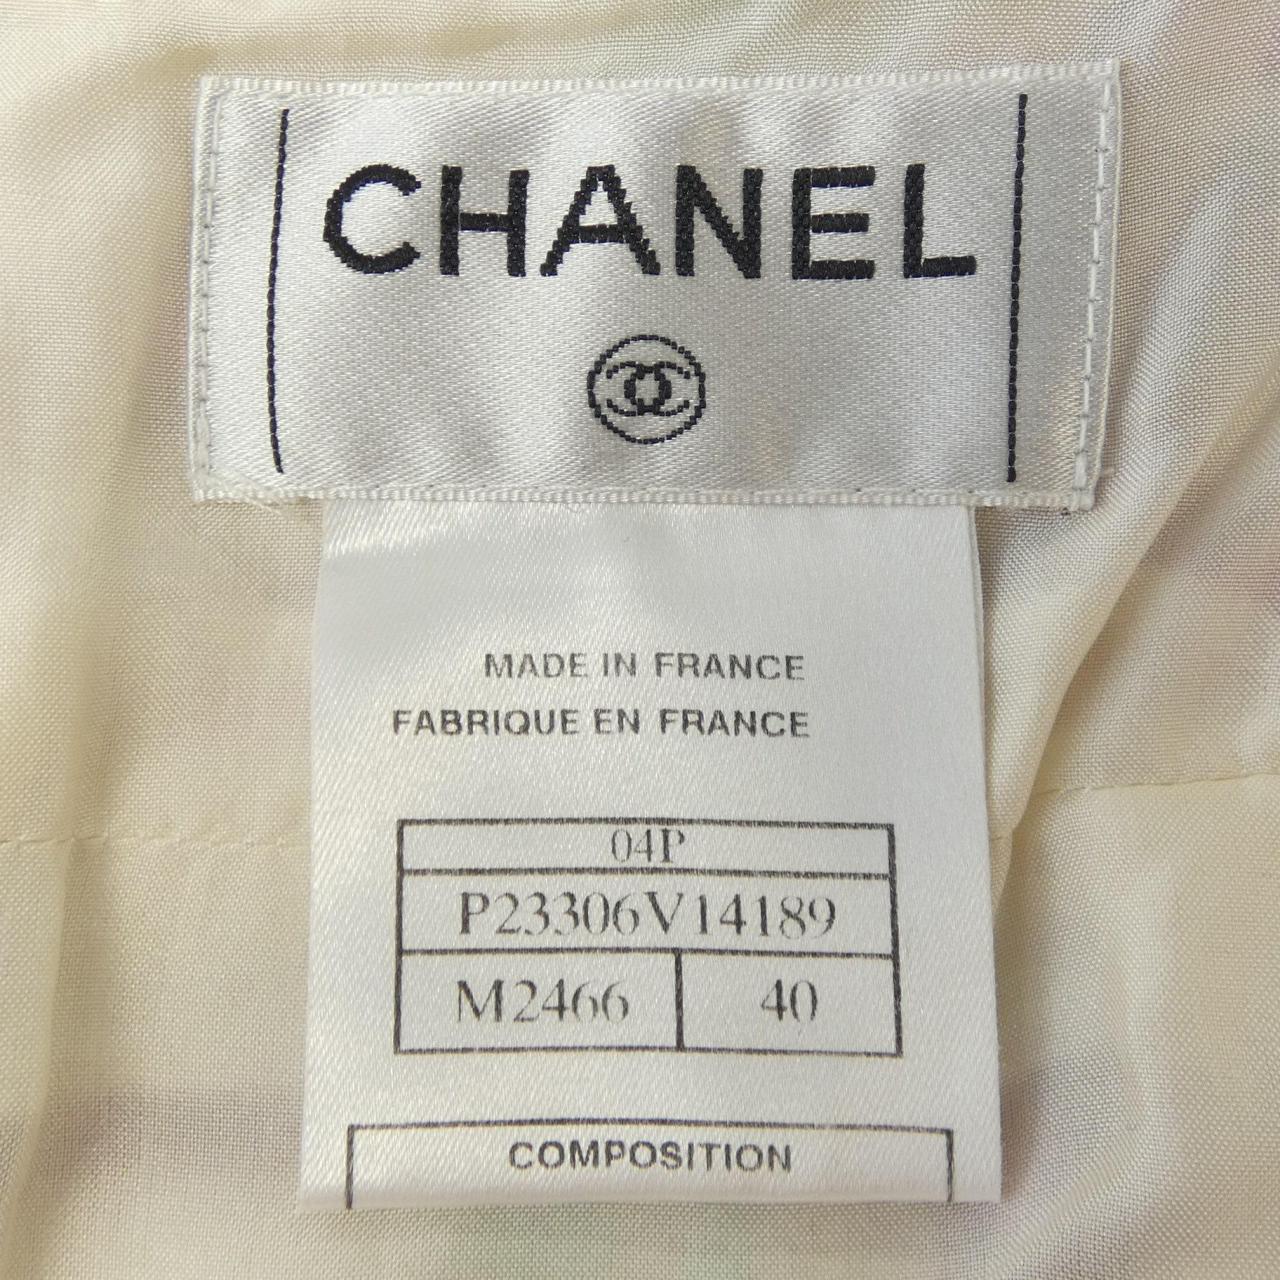 CHANEL
MADE IN FRANCE
FABRIQUE EN FRANCE
04P
P23306V14189
M2466 40
COMPOSITION